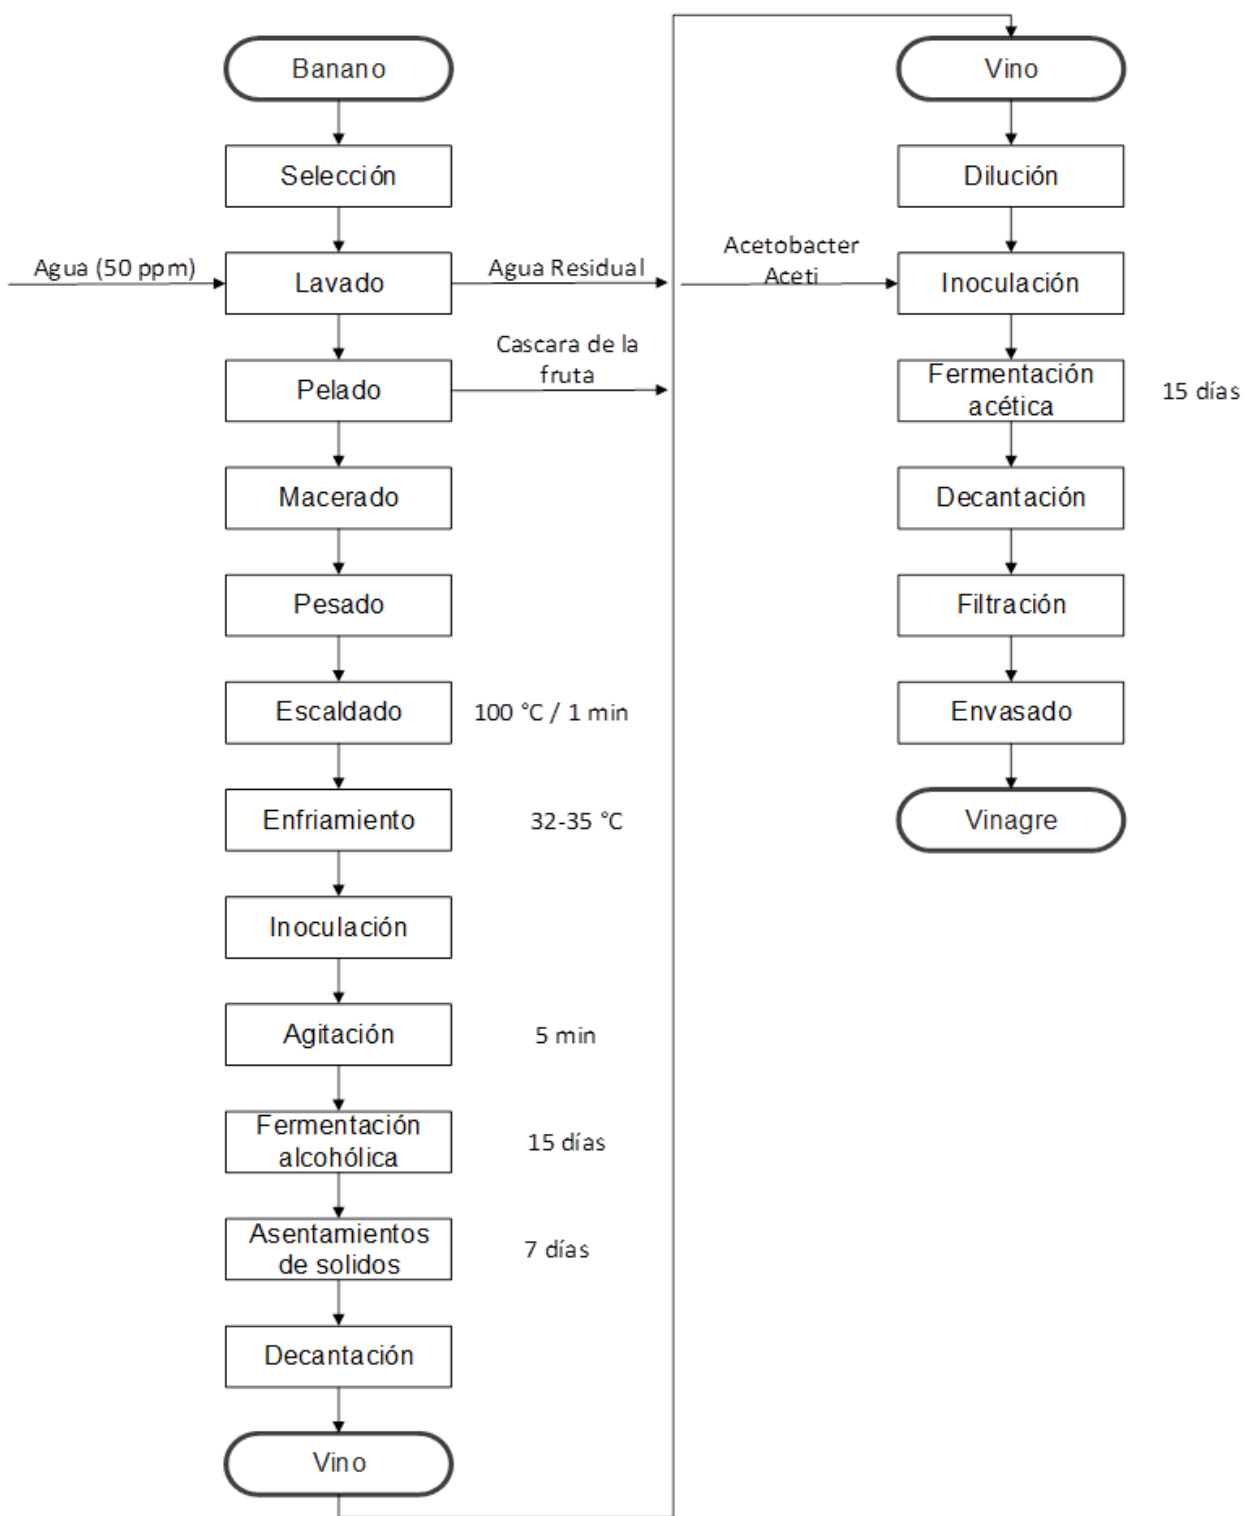 Banano
Selección
Agua (50 ppm)
Lavado
Agua Residual
Pelado
Cascara de la
fruta
Macerado
Pesado
Escaldado
100 °C / 1 min
Enfriamiento
32-35 °C
Inoculación
Agitación
5 min
Fermentación
alcohólica
15 días
Asentamientos
de solidos
7 días
Decantación
Vino
Vino
Dilución
Acetobacter
Aceti
Inoculación
Fermentación
acética
15 días
Decantación
Filtración
Envasado
Vinagre